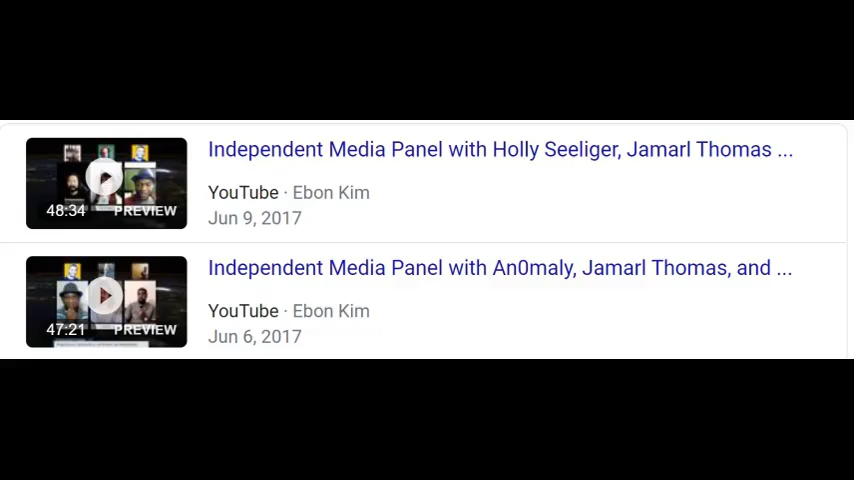 Independent Media Panel with Holly Seeliger, Jamarl Thomas ...
YouTube · Ebon Kim
Jun 9, 2017
48:34
PREVIEW
Independent Media Panel with An0maly, Jamarl Thomas, and ...
YouTube · Ebon Kim
Jun 6, 2017
47:21
PREVIEW